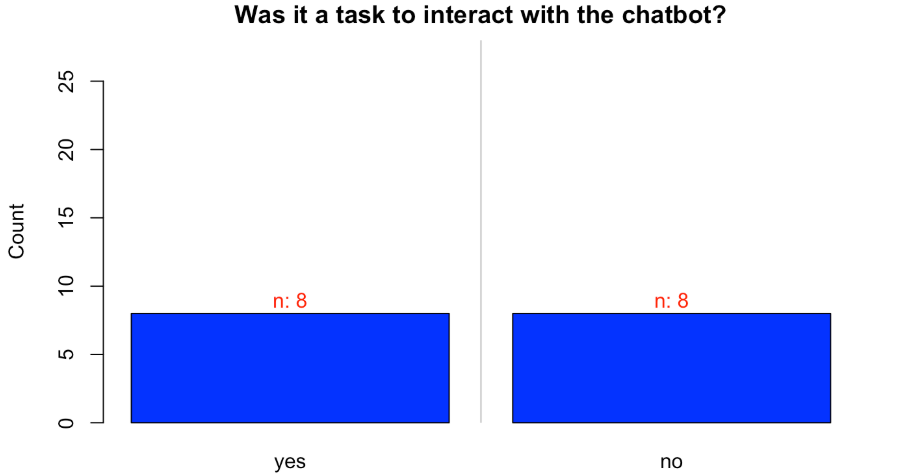 Was it a task to interact with the chatbot?
Count
25
20
15
10
5
0
n: 8
n: 8
yes
no